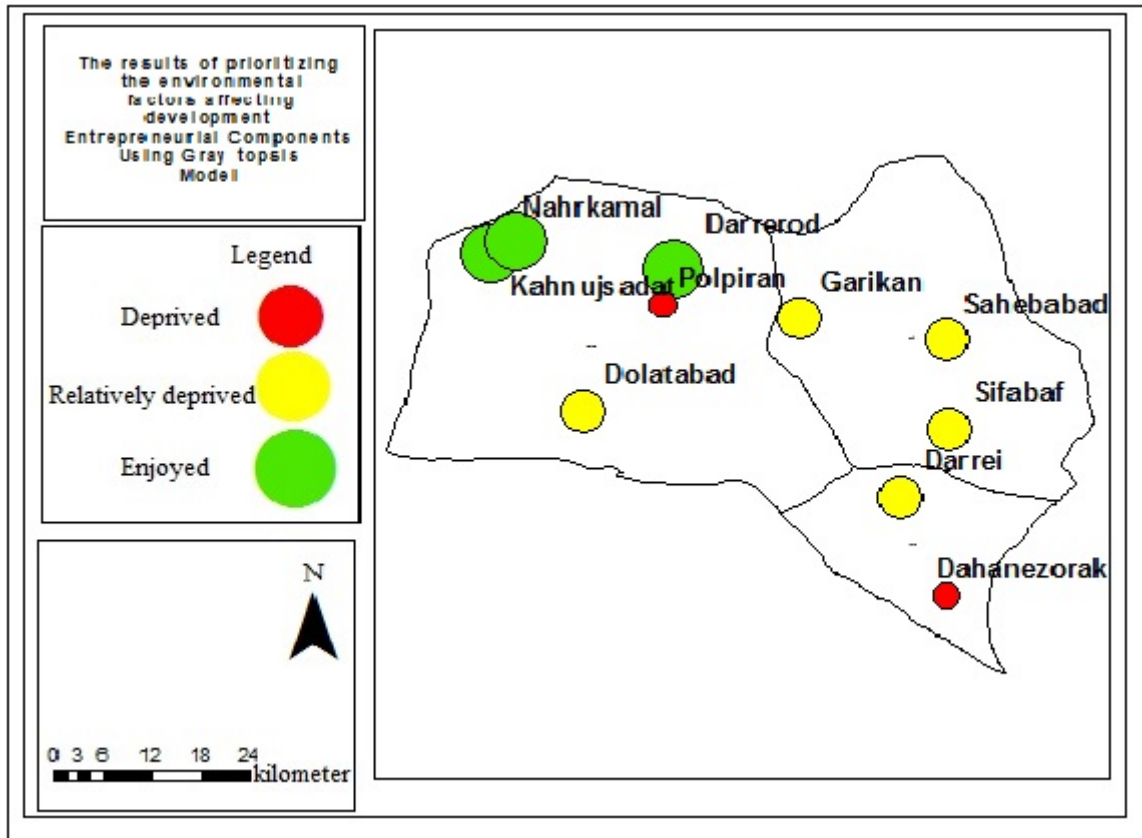 The results of prioritizing
the environmental
factors affecting
development
Entrepreneurial Components
Using Gray topsis
Modell
Legend
Deprived
Relatively deprived
Enjoyed
N
0 3 6 12 18 24
kilometer
Nahrkamal
Darrerod
Kahnujsadat
Polpiran
Garikan
Sahebabad
Dolatabad
Sifabaf
Darrei
Dahanezorak